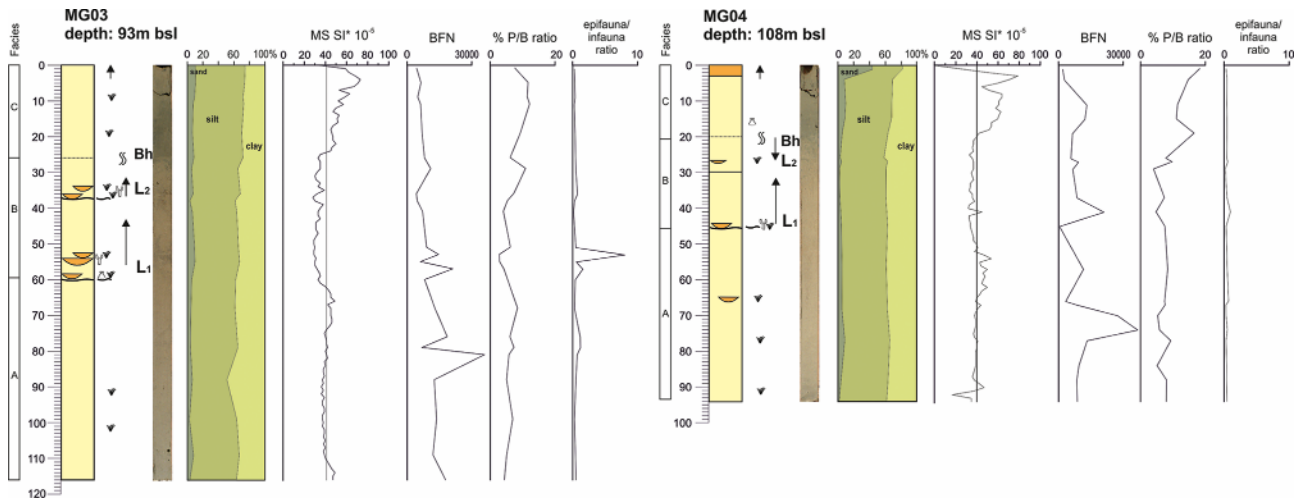 MG03
depth: 93m bsl
Facies
MS SI* 10⁻⁵
BFN
% P/B ratio
epifauna/
infauna
ratio
0 20 60 100%
0 20 40 60 80 100
0 30000
0 20
0 10
0
10
20
30
40
50
60
70
80
90
100
110
120
C
B
A
Bh
L₂
L₁
sand
silt
clay
MG04
depth: 108m bsl
Facies
MS SI* 10⁻⁵
BFN
% P/B ratio
epifauna/
infauna
ratio
0 20 60 100%
0 20 40 60 80 100
0 30000
0 20
0 10
0
10
20
30
40
50
60
70
80
90
100
C
B
A
Bh
L₂
L₁
sand
silt
clay